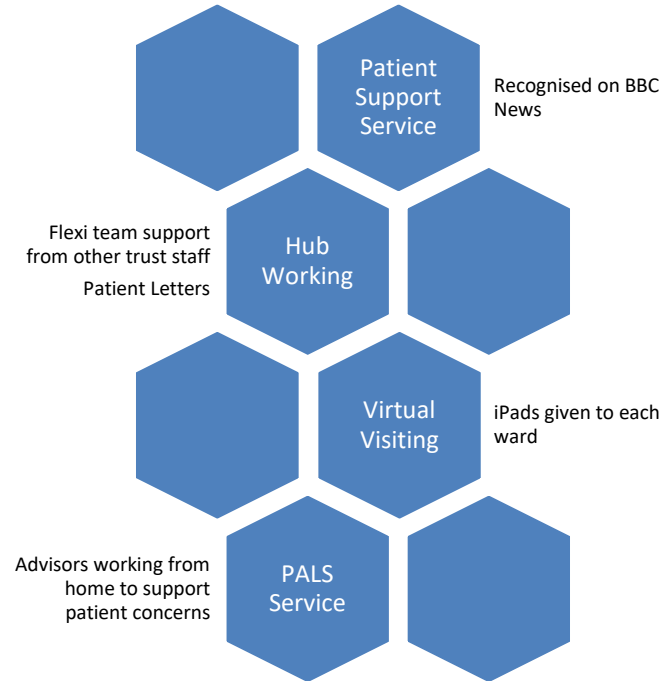 Patient
Support
Service
Recognised on BBC
News
Flexi team support
from other trust staff
Patient Letters
Hub
Working
Virtual
Visiting
iPads given to each
ward
Advisors working from
home to support
patient concerns
PALS
Service